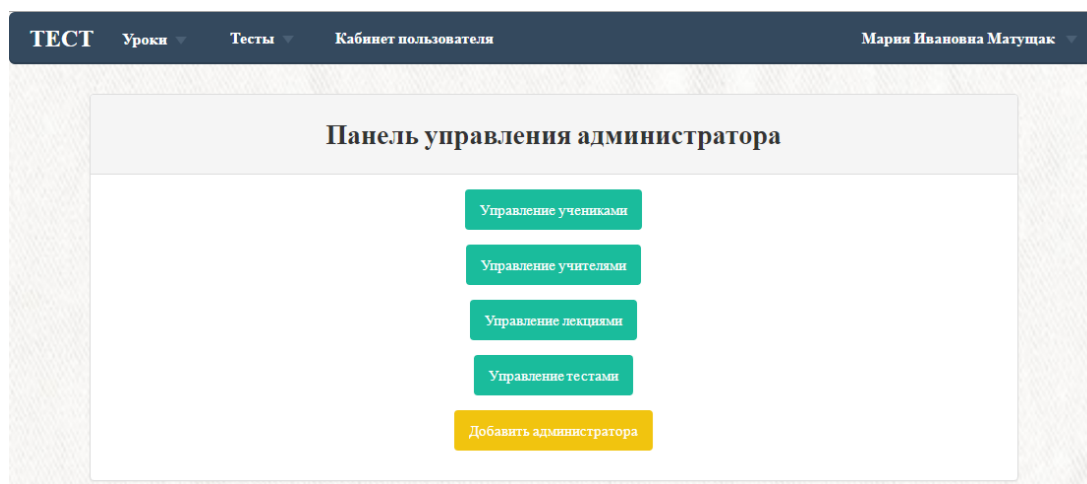 ТЕСТ Уроки Тесты Кабинет пользователя Мария Ивановна Матущак
Панель управления администратора
Управление учениками
Управление учителями
Управление лекциями
Управление тестами
Добавить администратора